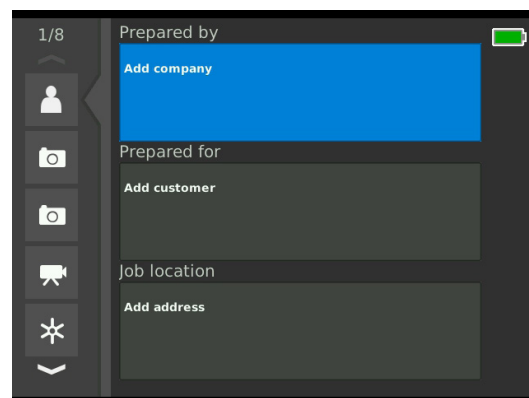 1/8
Prepared by
Add company
Prepared for
Add customer
Job location
Add address